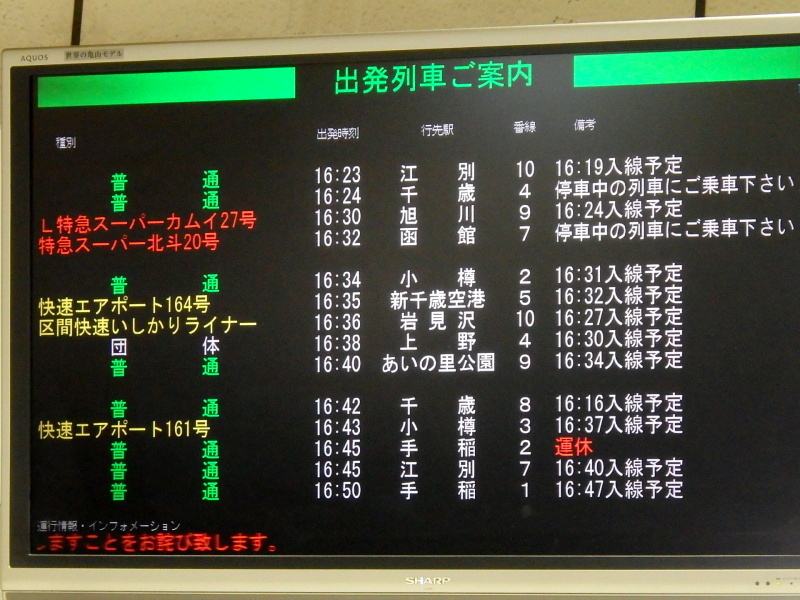 AQUOS 世界の亀山モデル
出発列車ご案内
種別 出発時刻 行先駅 番線 備考
普通 16:23 江別 10 16:19入線予定
普通 16:24 千歳 4 停車中の列車にご乗車下さい
L特急スーパーカムイ27号 16:30 旭川 9 16:24入線予定
特急スーパー北斗20号 16:32 函館 7 停車中の列車にご乗車下さい
普通 16:34 小樽 2 16:31入線予定
快速エアポート164号 16:35 新千歳空港 5 16:32入線予定
区間快速いしかりライナー 16:36 岩見沢 10 16:27入線予定
団体 16:38 上野 4 16:30入線予定
普通 16:40 あいの里公園 9 16:34入線予定
普通 16:42 千歳 8 16:16入線予定
快速エアポート161号 16:43 小樽 3 16:37入線予定
普通 16:45 手稲 2 運休
普通 16:45 江別 7 16:40入線予定
普通 16:50 手稲 1 16:47入線予定
運行情報・インフォメーション
しますことをお詫び致します。
SHARP